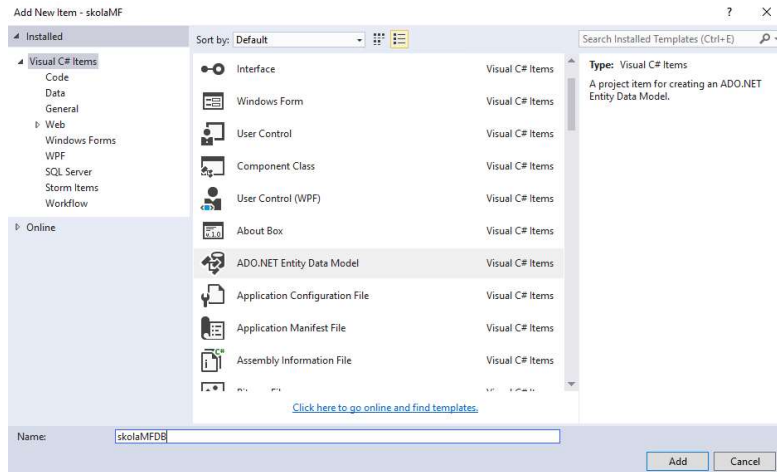 Add New Item - skolaMF
? X
Installed
Sort by: Default
Search Installed Templates (Ctrl+E)
Visual C# Items
Code
Data
General
Web
Windows Forms
WPF
SQL Server
Storm Items
Workflow
Online
Interface Visual C# Items
Windows Form Visual C# Items
User Control Visual C# Items
Component Class Visual C# Items
User Control (WPF) Visual C# Items
About Box Visual C# Items
ADO.NET Entity Data Model Visual C# Items
Application Configuration File Visual C# Items
Application Manifest File Visual C# Items
Assembly Information File Visual C# Items
Click here to go online and find templates.
Type: Visual C# Items
A project item for creating an ADO.NET
Entity Data Model.
Name: skolaMFDB
Add Cancel